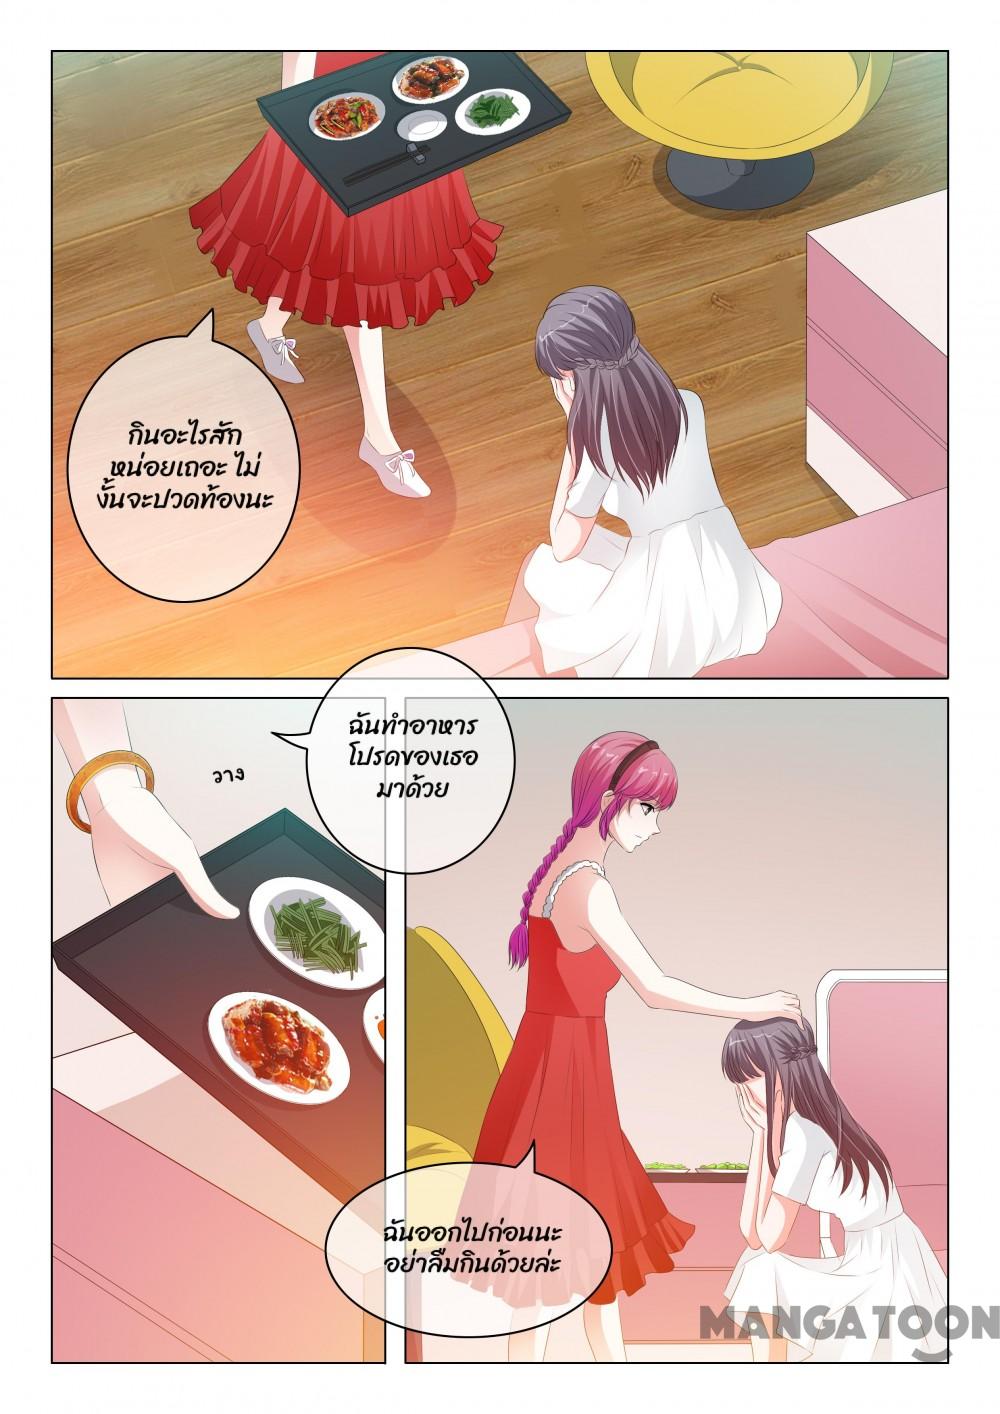 กินอะไรสัก
หน่อยเถอะ ไม่
งั้นจะปวดท้องนะ
ฉันทำอาหาร
โปรดของเธอ
มาด้วย
วาง
ฉันออกไปก่อนนะ
อย่าลืมกินด้วยล่ะ
MANGATOON